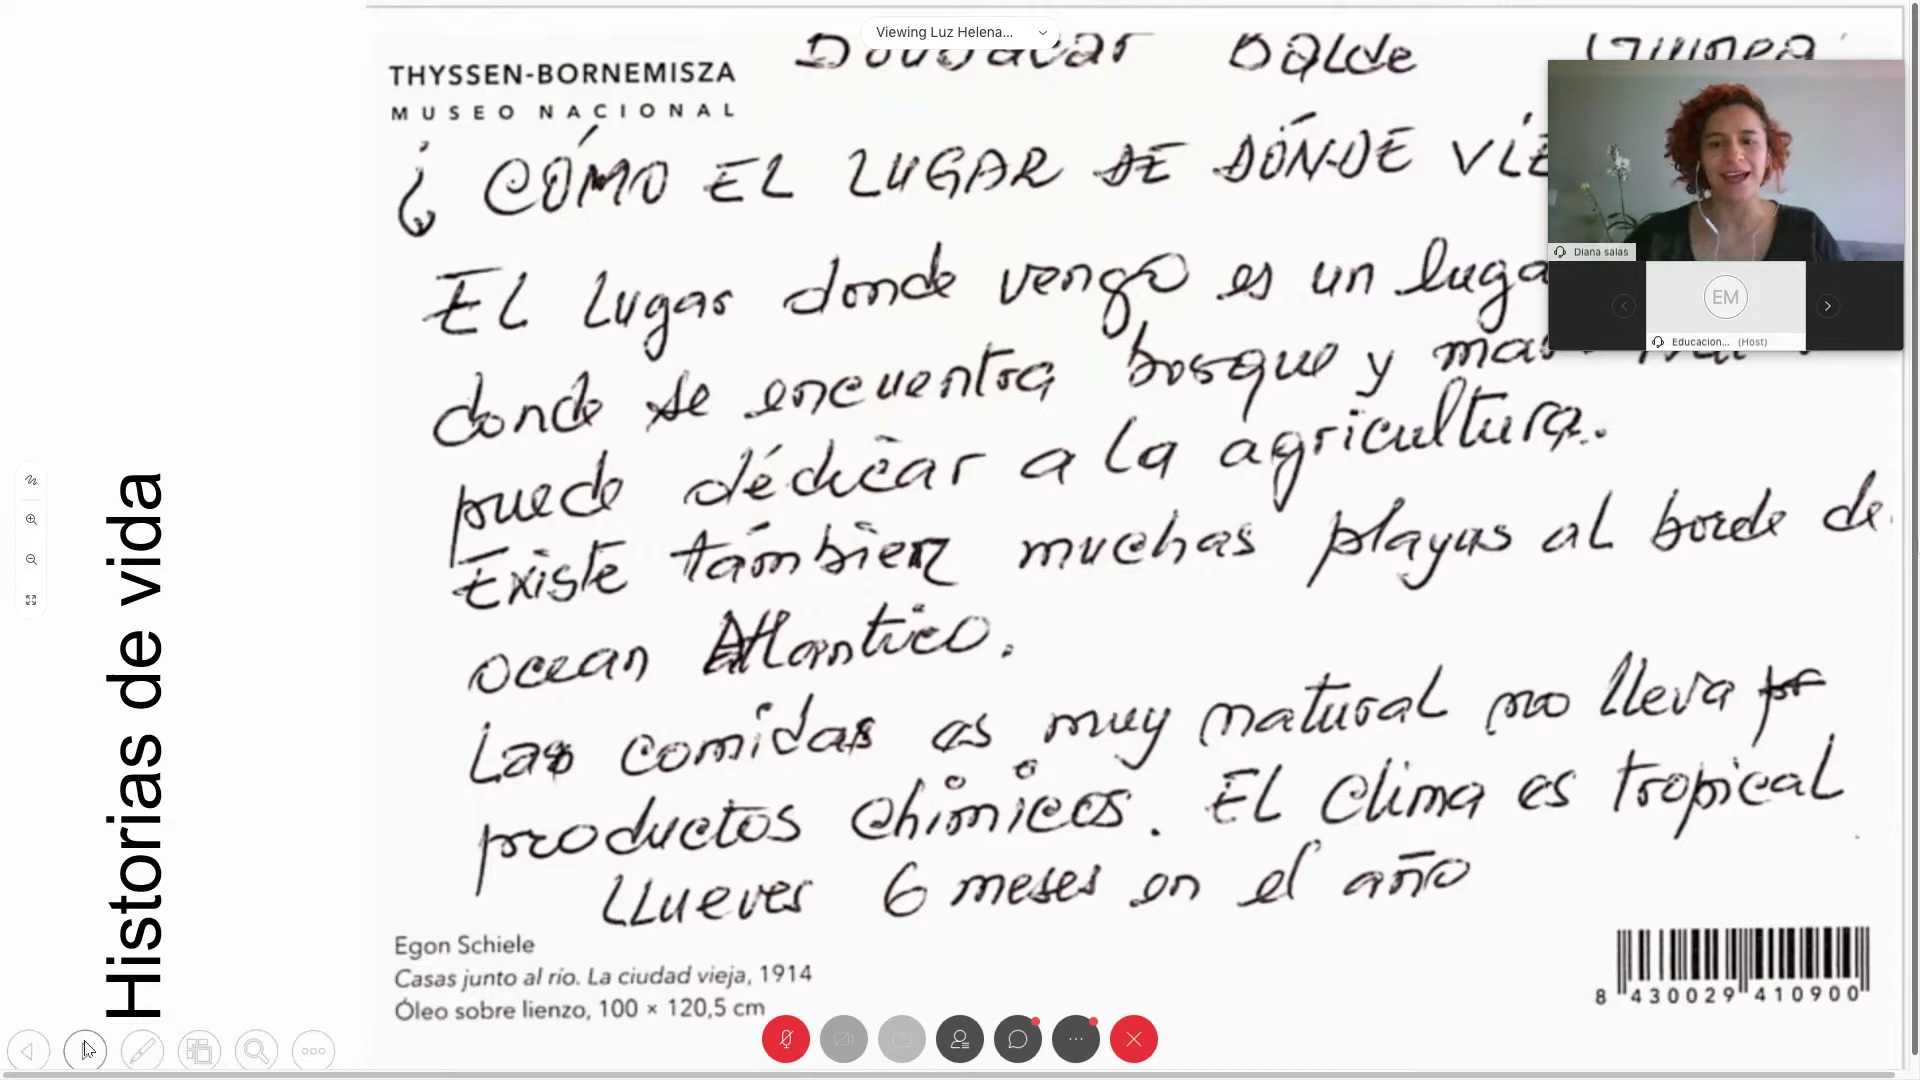 Viewing Luz Helena...
Balde
THYSSEN-BORNEMISZA
MUSEO NACIONAL
¿ CÓMO EL LUGAR DE DÓNDE
El lugar donde vengo es un
donde se encuentra bosque y
puede dédicar a la agricultura.
Existe támbien muchas playas al borde de
ocean Atlantico.
Las comidas es muy natural no lleva
productos chimicos. El clima es tropical
LLueves 6 meses en el año
Egon Schiele
Casas junto al río. La ciudad vieja, 1914
Óleo sobre lienzo, 100 × 120,5 cm
8 430029 410900
Historias de vida
Diana salas
EM
Educacion... (Host)